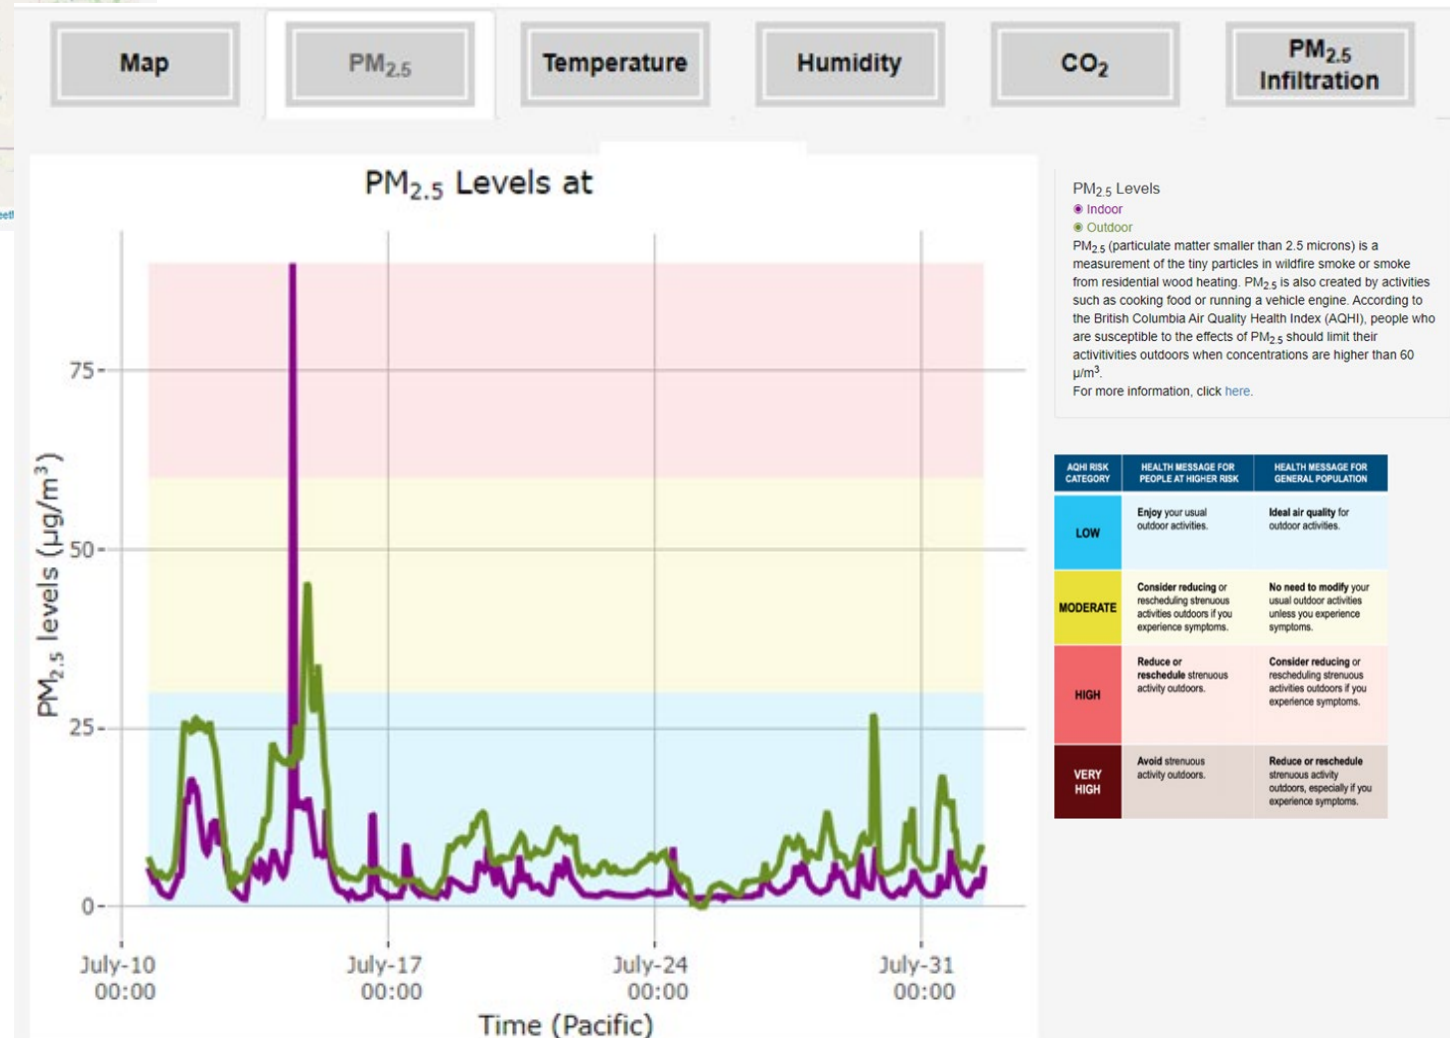 Map
PM2.5
Temperature
Humidity
CO2
PM2.5
Infiltration
PM2.5 Levels at
PM2.5 levels (μg/m³)
75
50
25
0
July-10
00:00
July-17
00:00
July-24
00:00
July-31
00:00
Time (Pacific)
PM2.5 Levels
Indoor
Outdoor
PM2.5 (particulate matter smaller than 2.5 microns) is a
measurement of the tiny particles in wildfire smoke or smoke
from residential wood heating. PM2.5 is also created by activities
such as cooking food or running a vehicle engine. According to
the British Columbia Air Quality Health Index (AQHI), people who
are susceptible to the effects of PM2.5 should limit their
activitivities outdoors when concentrations are higher than 60
μ/m³.
For more information, click here.
AQHI RISK
CATEGORY
HEALTH MESSAGE FOR
PEOPLE AT HIGHER RISK
HEALTH MESSAGE FOR
GENERAL POPULATION
LOW
Enjoy your usual
outdoor activities.
Ideal air quality for
outdoor activities.
MODERATE
Consider reducing or
rescheduling strenuous
activities outdoors if you
experience symptoms.
No need to modify your
usual outdoor activities
unless you experience
symptoms.
HIGH
Reduce or
reschedule strenuous
activity outdoors.
Consider reducing or
rescheduling strenuous
activities outdoors if you
experience symptoms.
VERY
HIGH
Avoid strenuous
activity outdoors.
Reduce or reschedule
strenuous activity
outdoors, especially if you
experience symptoms.